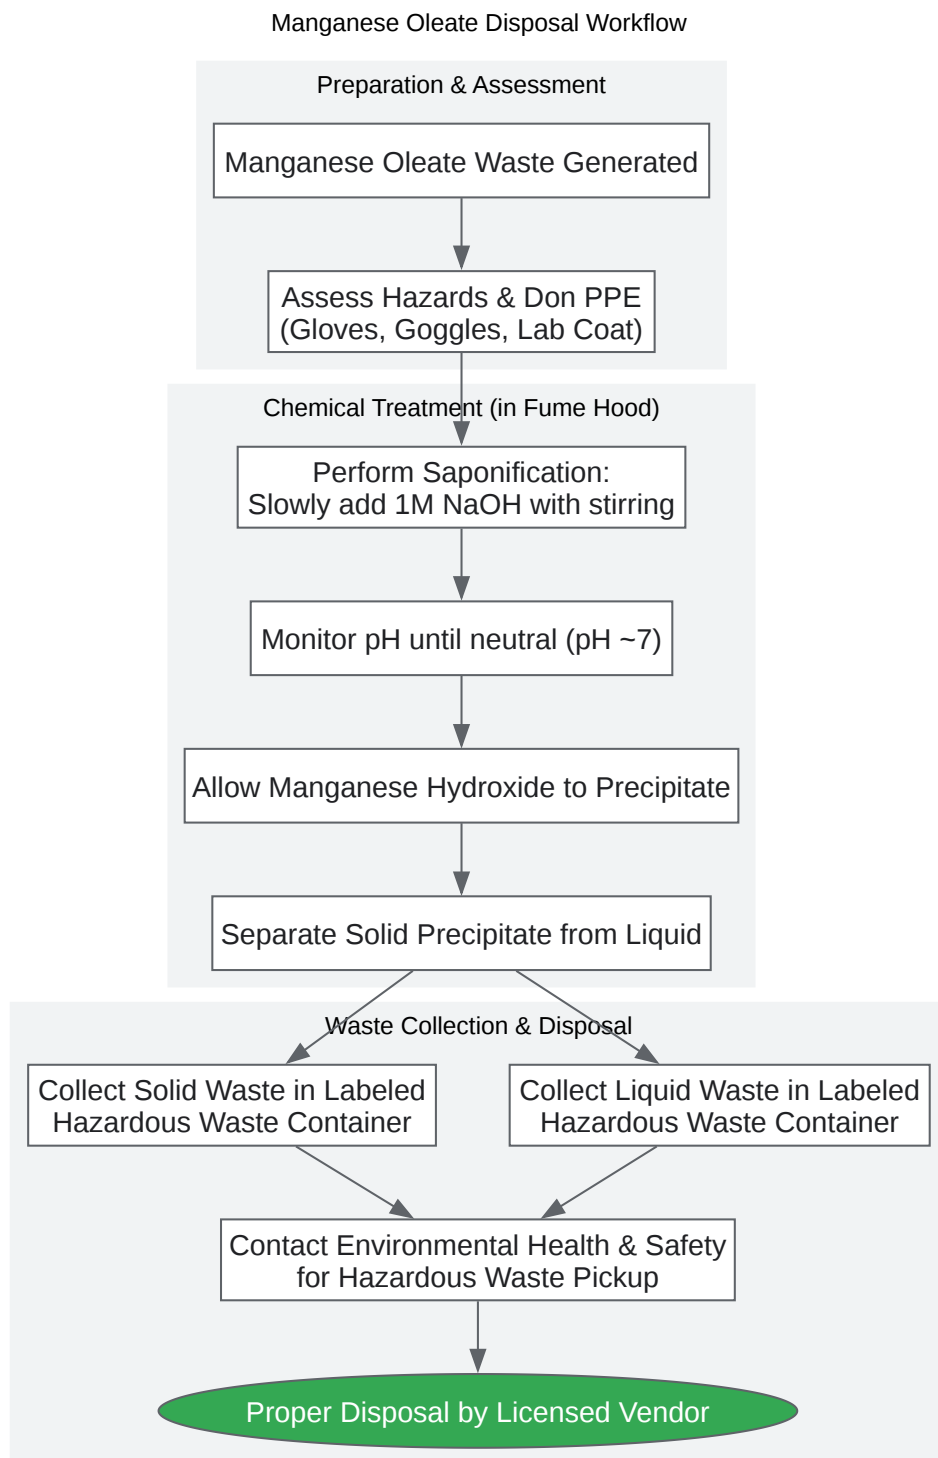 Manganese Oleate Disposal Workflow
Preparation & Assessment
Manganese Oleate Waste Generated
Assess Hazards & Don PPE
(Gloves, Goggles, Lab Coat)
Chemical Treatment (in Fume Hood)
Perform Saponification:
Slowly add 1M NaOH with stirring
Monitor pH until neutral (pH ~7)
Allow Manganese Hydroxide to Precipitate
Separate Solid Precipitate from Liquid
Waste Collection & Disposal
Collect Solid Waste in Labeled
Hazardous Waste Container
Collect Liquid Waste in Labeled
Hazardous Waste Container
Contact Environmental Health & Safety
for Hazardous Waste Pickup
Proper Disposal by Licensed Vendor